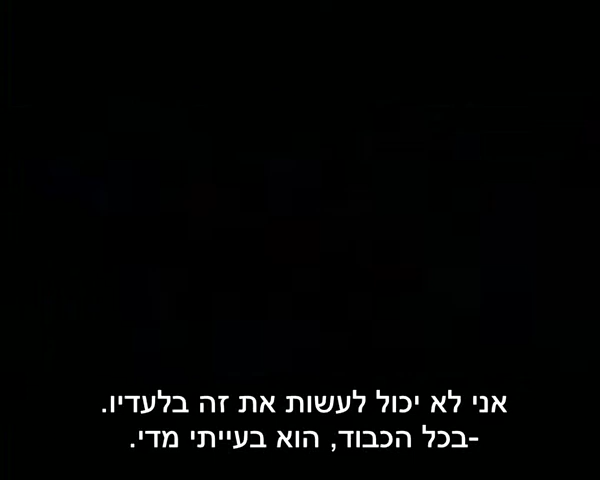 אני לא יכול לעשות את זה בלעדיו.
-בכל הכבוד, הוא בעייתי מדי.